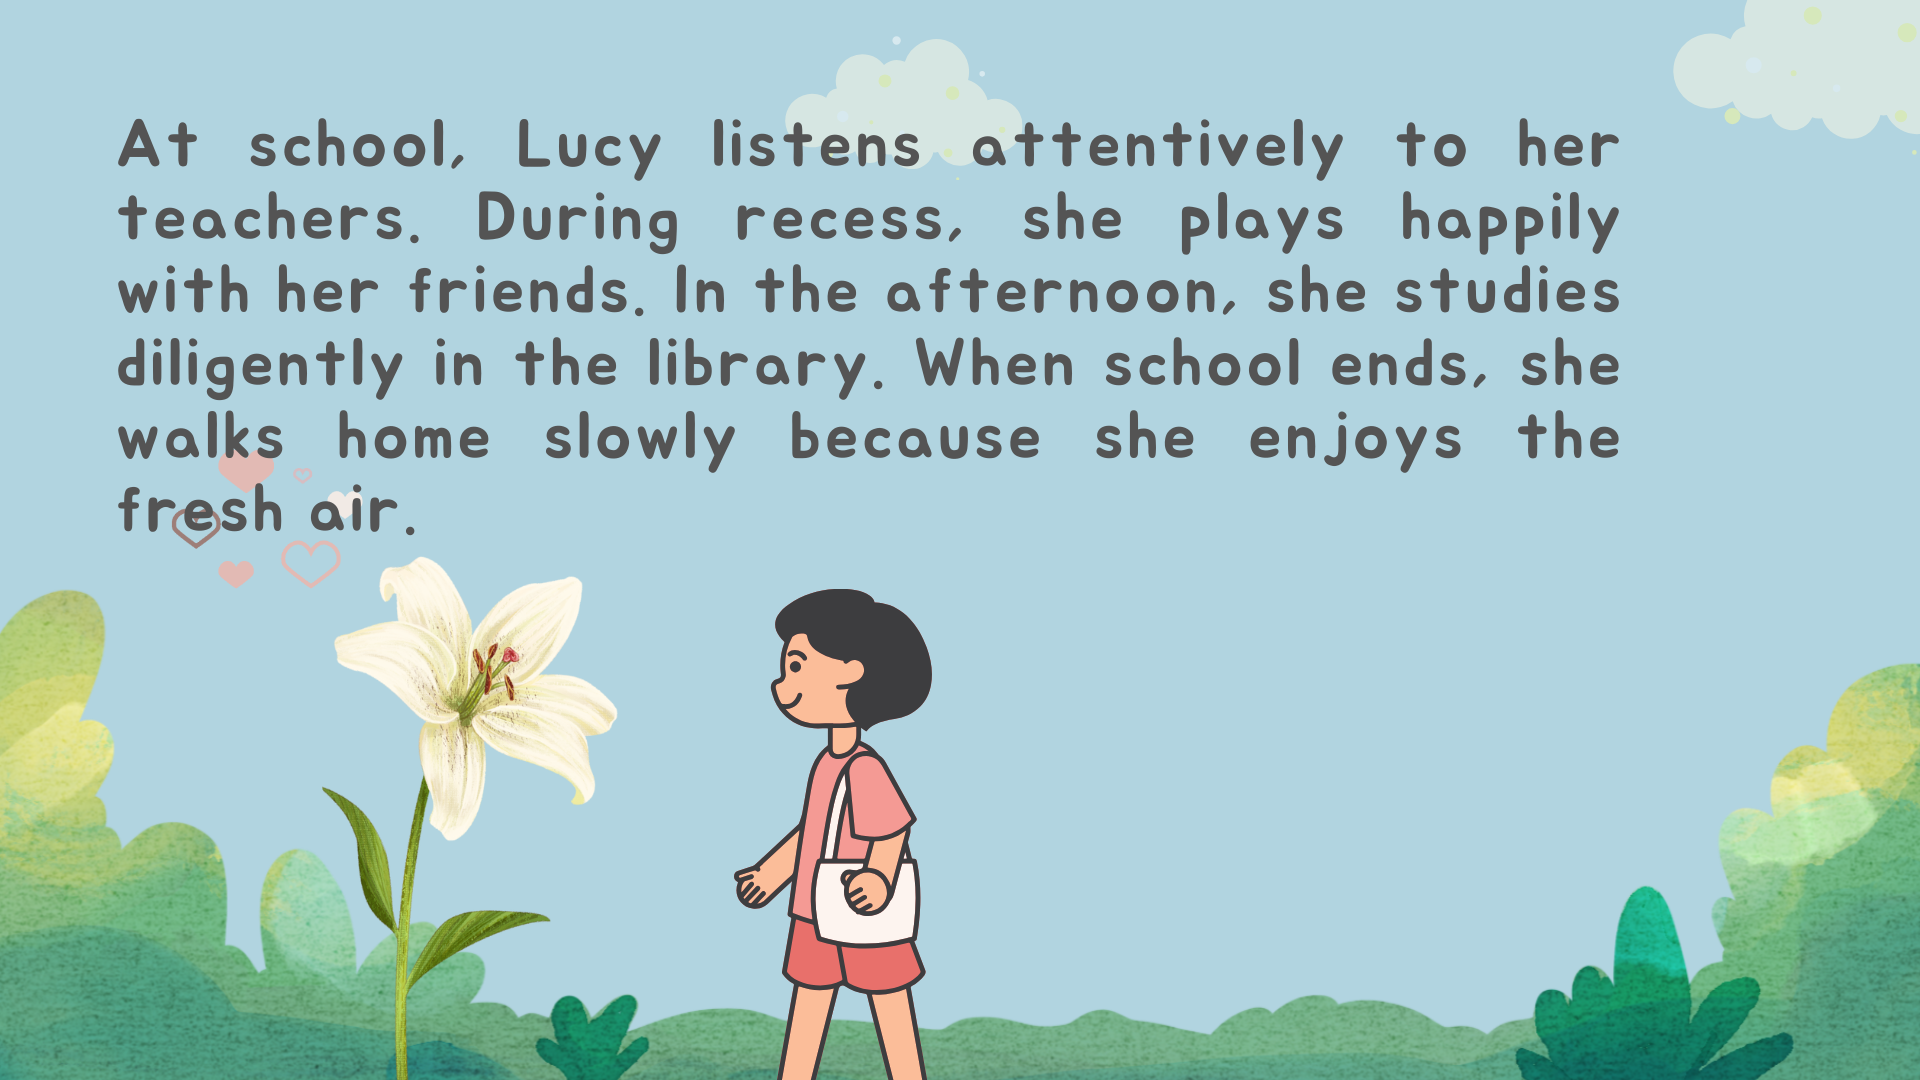 At school, Lucy listens attentively to her
teachers. During recess, she plays happily
with her friends. In the afternoon, she studies
diligently in the library. When school ends, she
walks home slowly because she enjoys the
fresh air.